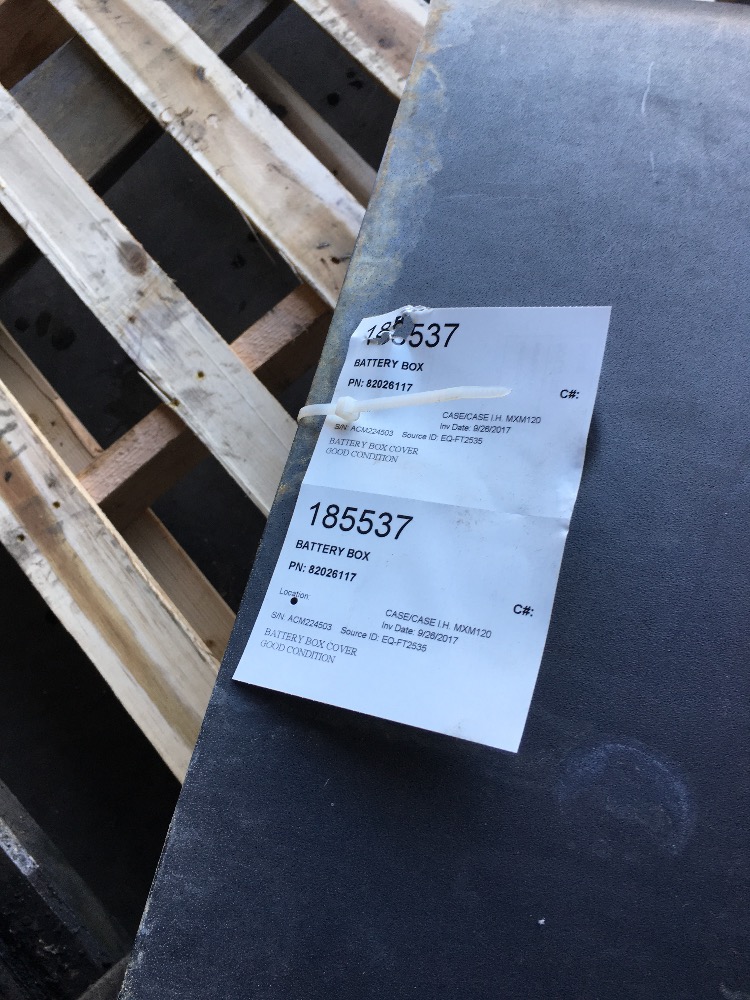 185537
BATTERY BOX
PN: 82026117
C#:
CASE/CASE I.H. MXM120
Inv Date: 9/28/2017
S/N: ACM224503 Source ID: EQ-FT2535
BATTERY BOX COVER
GOOD CONDITION
185537
BATTERY BOX
PN: 82026117
Location:
C#:
CASE/CASE I.H. MXM120
Inv Date: 9/28/2017
S/N: ACM224503 Source ID: EQ-FT2535
BATTERY BOX COVER
GOOD CONDITION